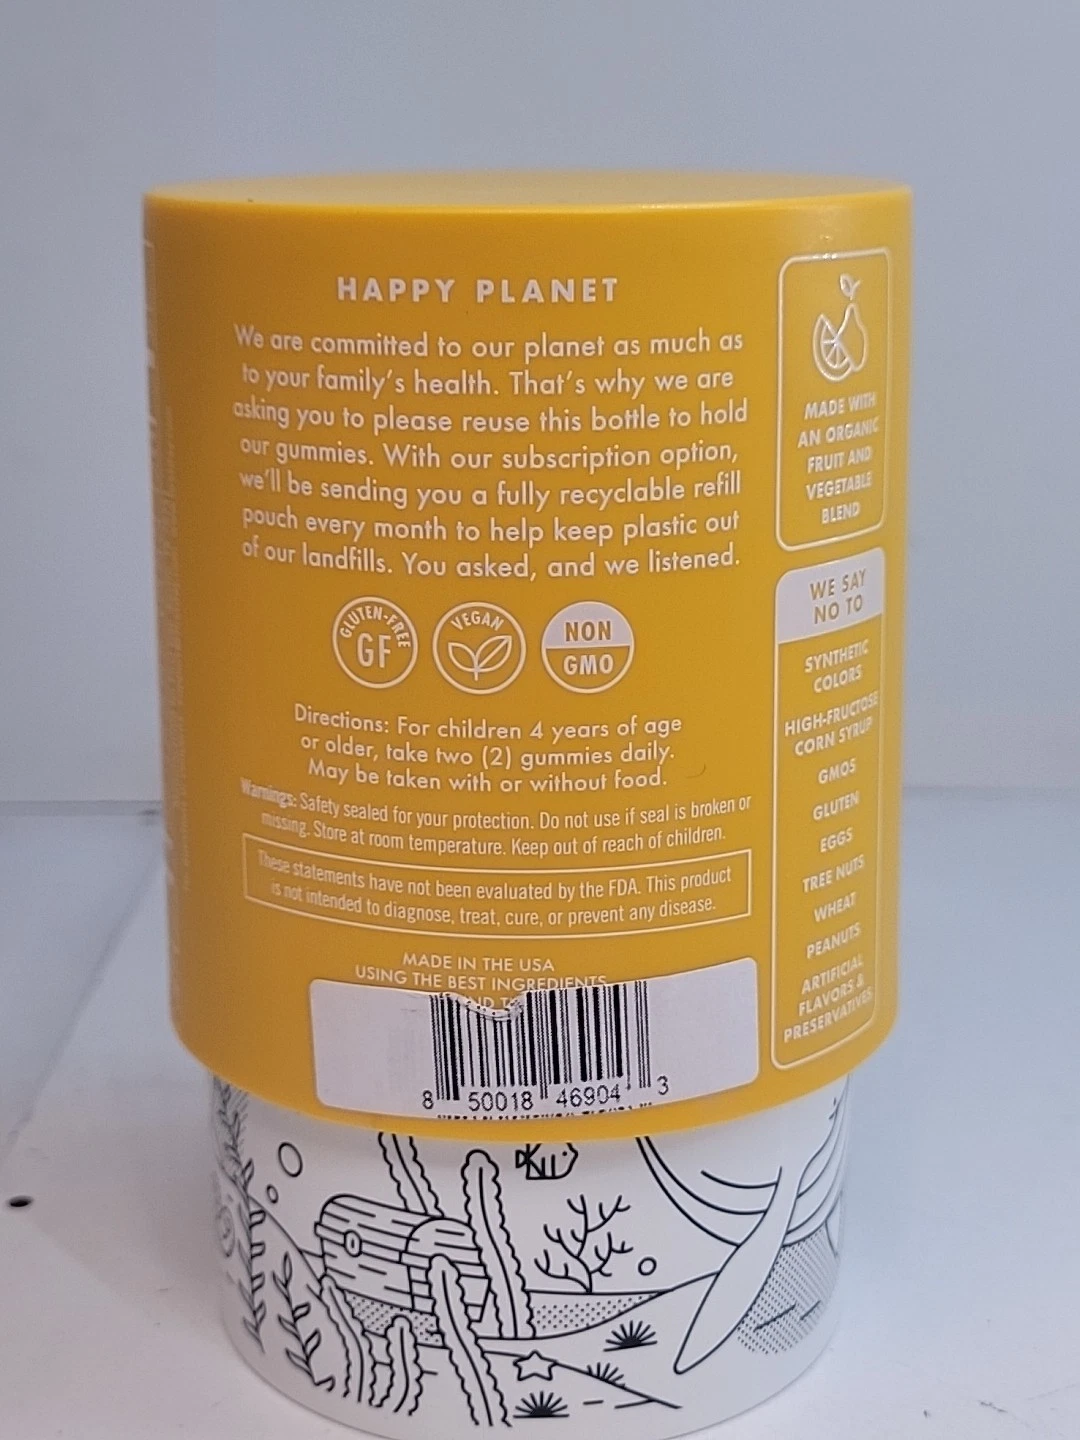 HAPPY PLANET
We are committed to our planet as much as
to your family's health. That's why we are
asking you to please reuse this bottle to hold
our gummies. With our subscription option,
we'll be sending you a fully recyclable refill
pouch every month to help keep plastic out
of our landfills. You asked, and we listened.
GLUTEN-FREE
GF
VEGAN
NON
GMO
Directions: For children 4 years of age
or older, take two (2) gummies daily.
May be taken with or without food.
Warnings: Safety sealed for your protection. Do not use if seal is broken or
missing. Store at room temperature. Keep out of reach of children.
These statements have not been evaluated by the FDA. This product
is not intended to diagnose, treat, cure, or prevent any disease.
MADE IN THE USA
USING THE BEST INGREDIENTS
8 50018 46904 3
MADE WITH
AN ORGANIC
FRUIT AND
VEGETABLE
BLEND
WE SAY
NO TO
SYNTHETIC
COLORS
HIGH-FRUCTOSE
CORN SYRUP
GMOS
GLUTEN
EGGS
TREE NUTS
WHEAT
PEANUTS
ARTIFICIAL
FLAVORS &
PRESERVATIVES